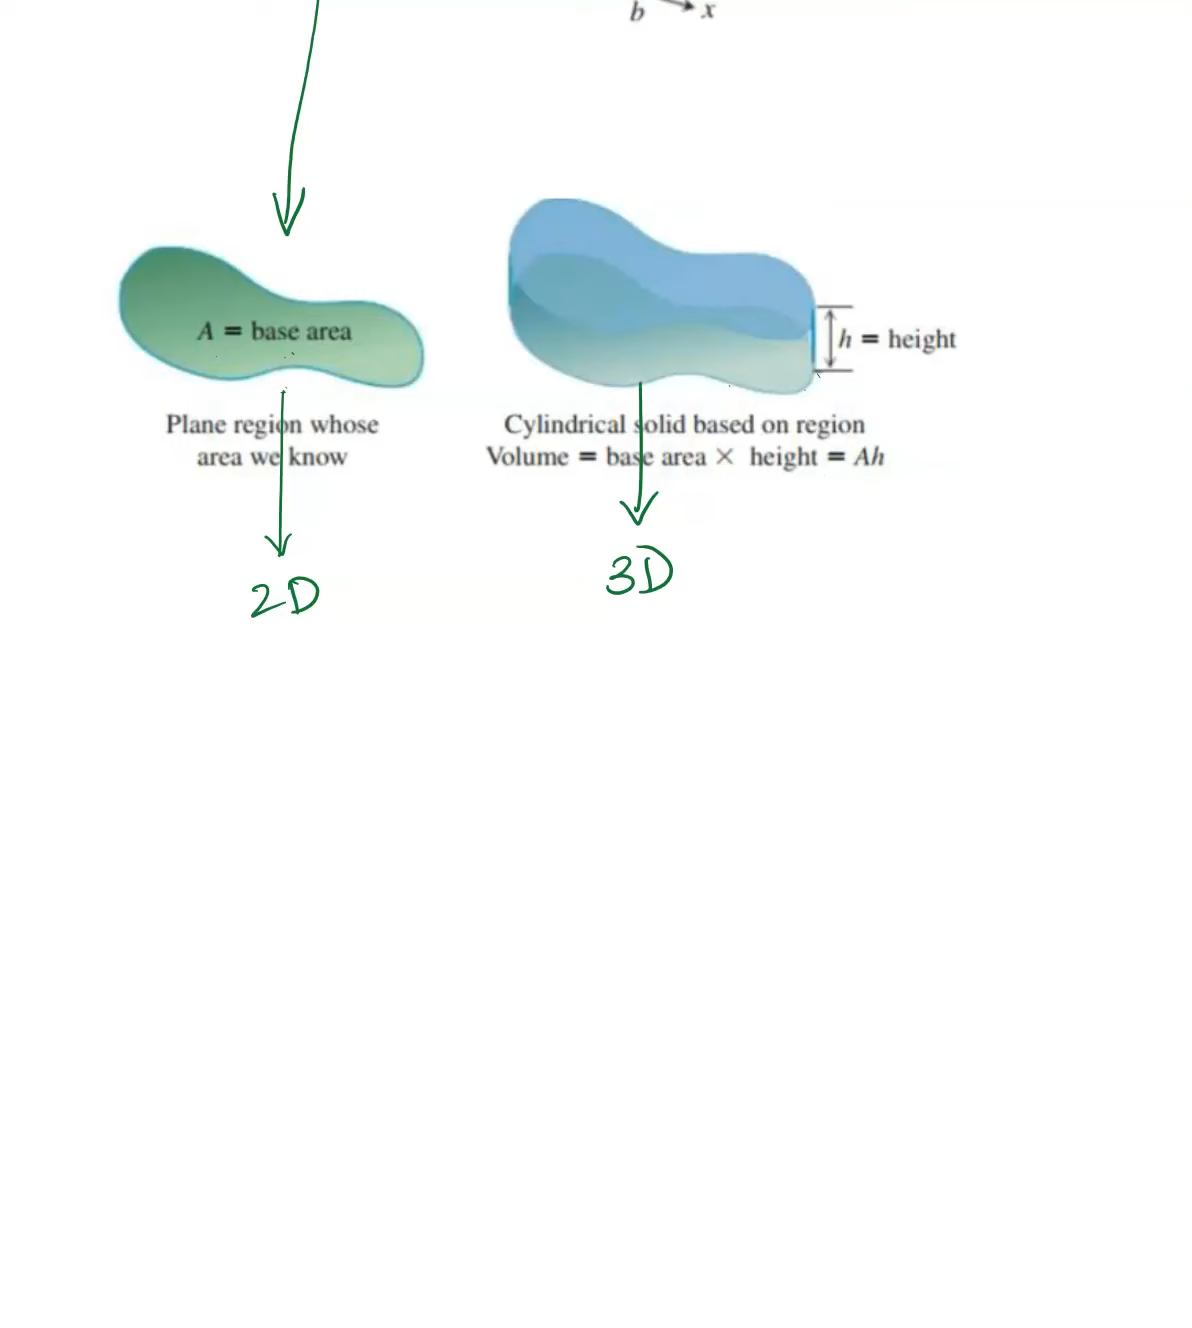 b x
A = base area
h = height
Plane region whose
area we know
Cylindrical solid based on region
Volume = base area × height = Ah
2D
3D